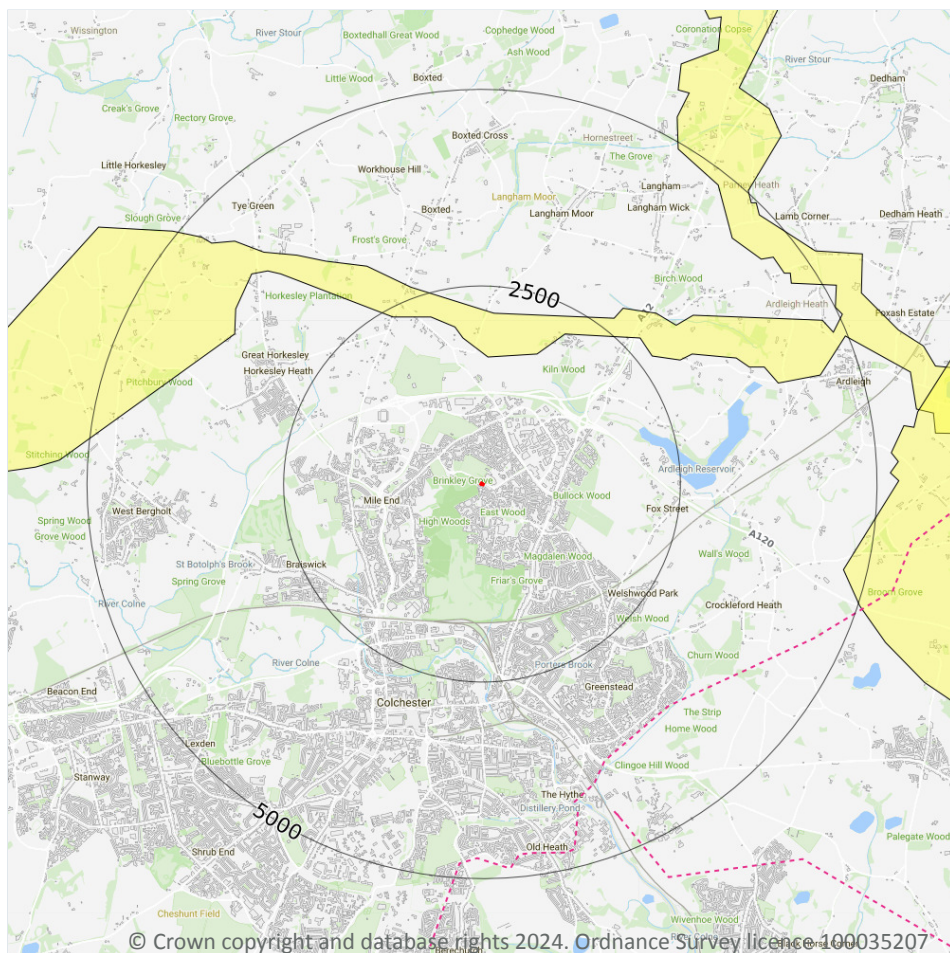 Wissington
River Stour
Boxtedhall Great Wood
Cophedge Wood
Coronation Copse
Ash Wood
River Stour
Little Wood
Boxted
Dedham
Creak's Grove
Rectory Grove
Boxted Cross
Hornestreet
The Grove
Little Horkesley
Workhouse Hill
Langham
Parney Heath
Langham Moor
Tye Green
Boxted
Langham Moor
Langham Wick
Lamb Corner
Dedham Heath
Slough Grove
Frost's Grove
Birch Wood
2500
Horkesley Plantation
A12
Ardleigh Heath
Foxash Estate
Great Horkesley
Horkesley Heath
Kiln Wood
Pitchbury Wood
Ardleigh
Stitching Wood
Brinkley Grove
Ardleigh Reservoir
Mile End
Bullock Wood
West Bergholt
Fox Street
East Wood
Spring Wood
High Woods
Grove Wood
A120
Wall's Wood
St Botolph's Brook
Braiswick
Magdalen Wood
Spring Grove
Friar's Grove
Broom Grove
Welshwood Park
River Colne
Crockleford Heath
Welsh Wood
Churn Wood
River Colne
Porters Brook
Beacon End
Greenstead
Colchester
The Strip
Home Wood
Lexden
Bluebottle Grove
Clingoe Hill Wood
Stanway
The Hythe
Distillery Pond
5000
Palegate Wood
Old Heath
Shrub End
Cheshunt Field
Wivenhoe Wood
River Colne
Black Horse Corner
Berechurch
© Crown copyright and database rights 2024. Ordnance Survey licence 100035207